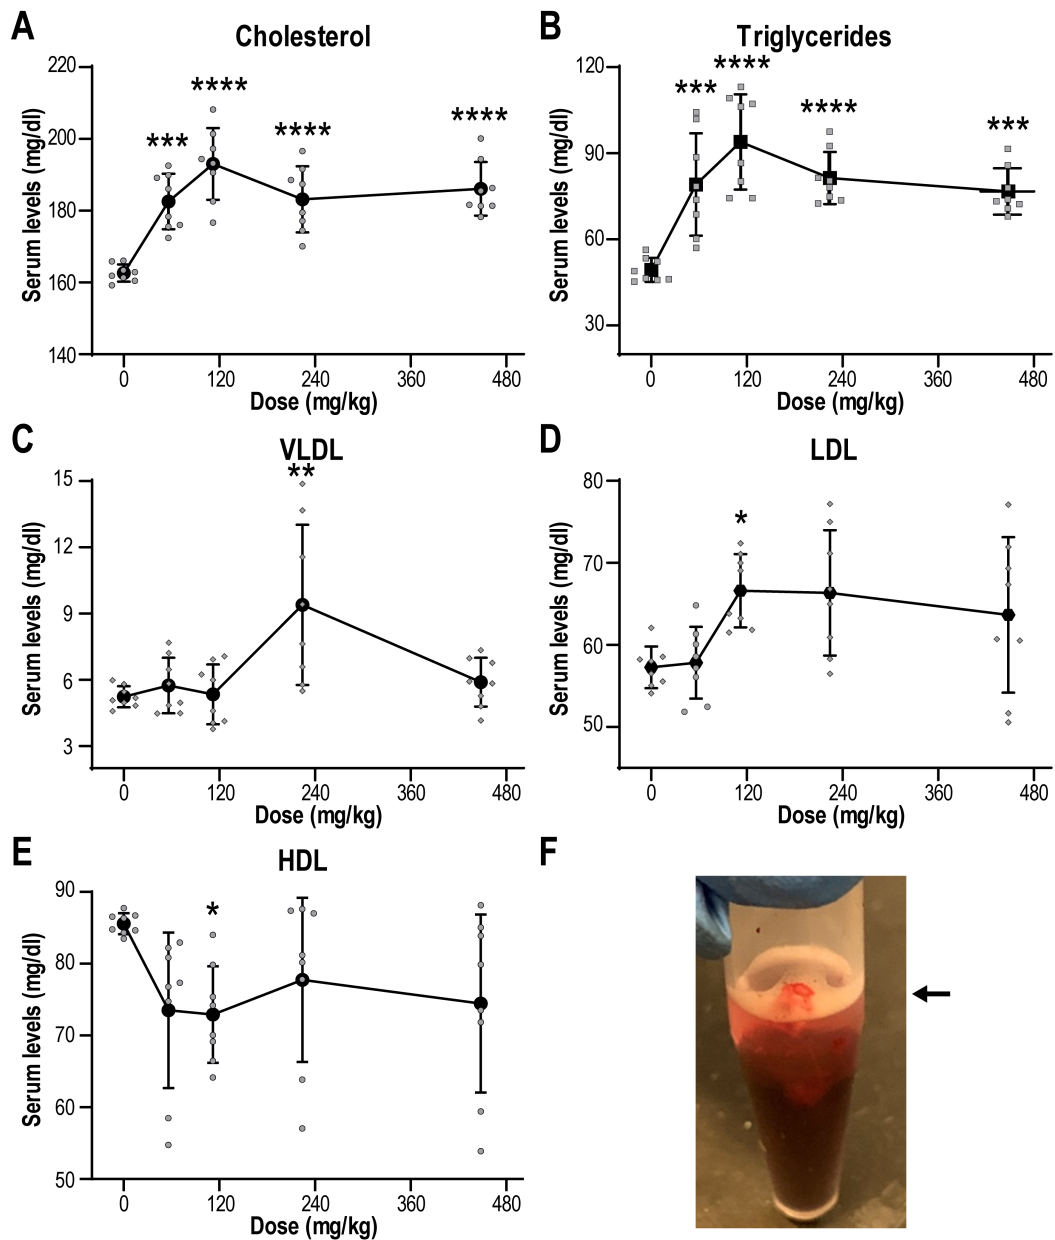 A
Cholesterol
220
200
180
160
140
Serum levels (mg/dl)
***
****
****
****
0 120 240 360 480
Dose (mg/kg)
B
Triglycerides
120
90
60
30
Serum levels (mg/dl)
***
****
****
***
0 120 240 360 480
Dose (mg/kg)
C
VLDL
15
12
9
6
3
Serum levels (mg/dl)
**
0 120 240 360 480
Dose (mg/kg)
D
LDL
80
70
60
50
Serum levels (mg/dl)
*
0 120 240 360 480
Dose (mg/kg)
E
HDL
90
80
70
60
50
Serum levels (mg/dl)
*
0 120 240 360 480
Dose (mg/kg)
F